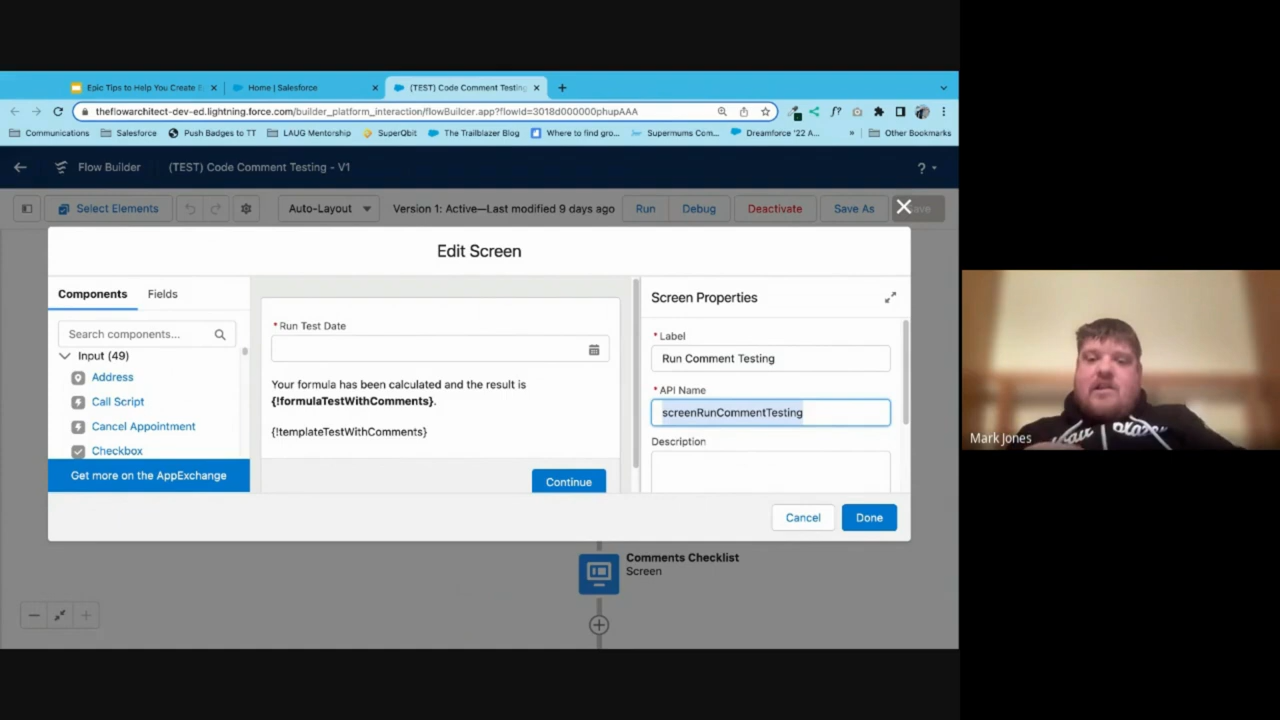 Epic Tips to Help You Create E
Home | Salesforce
(TEST) Code Comment Testing
theflowarchitect-dev-ed.lightning.force.com/builder_platform_interaction/flowBuilder.app?flowId=3018d000000phupAAA
f?
Communications
Salesforce
Push Badges to TT
LAUG Mentorship
SuperQbit
The Trailblazer Blog
Where to find gro...
Supermums Com...
Dreamforce '22 A...
»
Other Bookmarks
Flow Builder
(TEST) Code Comment Testing - V1
?
Select Elements
Auto-Layout
Version 1: Active—Last modified 9 days ago
Run
Debug
Deactivate
Save As
Edit Screen
Components
Fields
Search components...
Input (49)
Address
Call Script
Cancel Appointment
Checkbox
Get more on the AppExchange
* Run Test Date
Your formula has been calculated and the result is
{!formulaTestWithComments}.
{!templateTestWithComments}
Continue
Screen Properties
* Label
Run Comment Testing
* API Name
screenRunCommentTesting
Description
Cancel
Done
Comments Checklist
Screen
Mark Jones